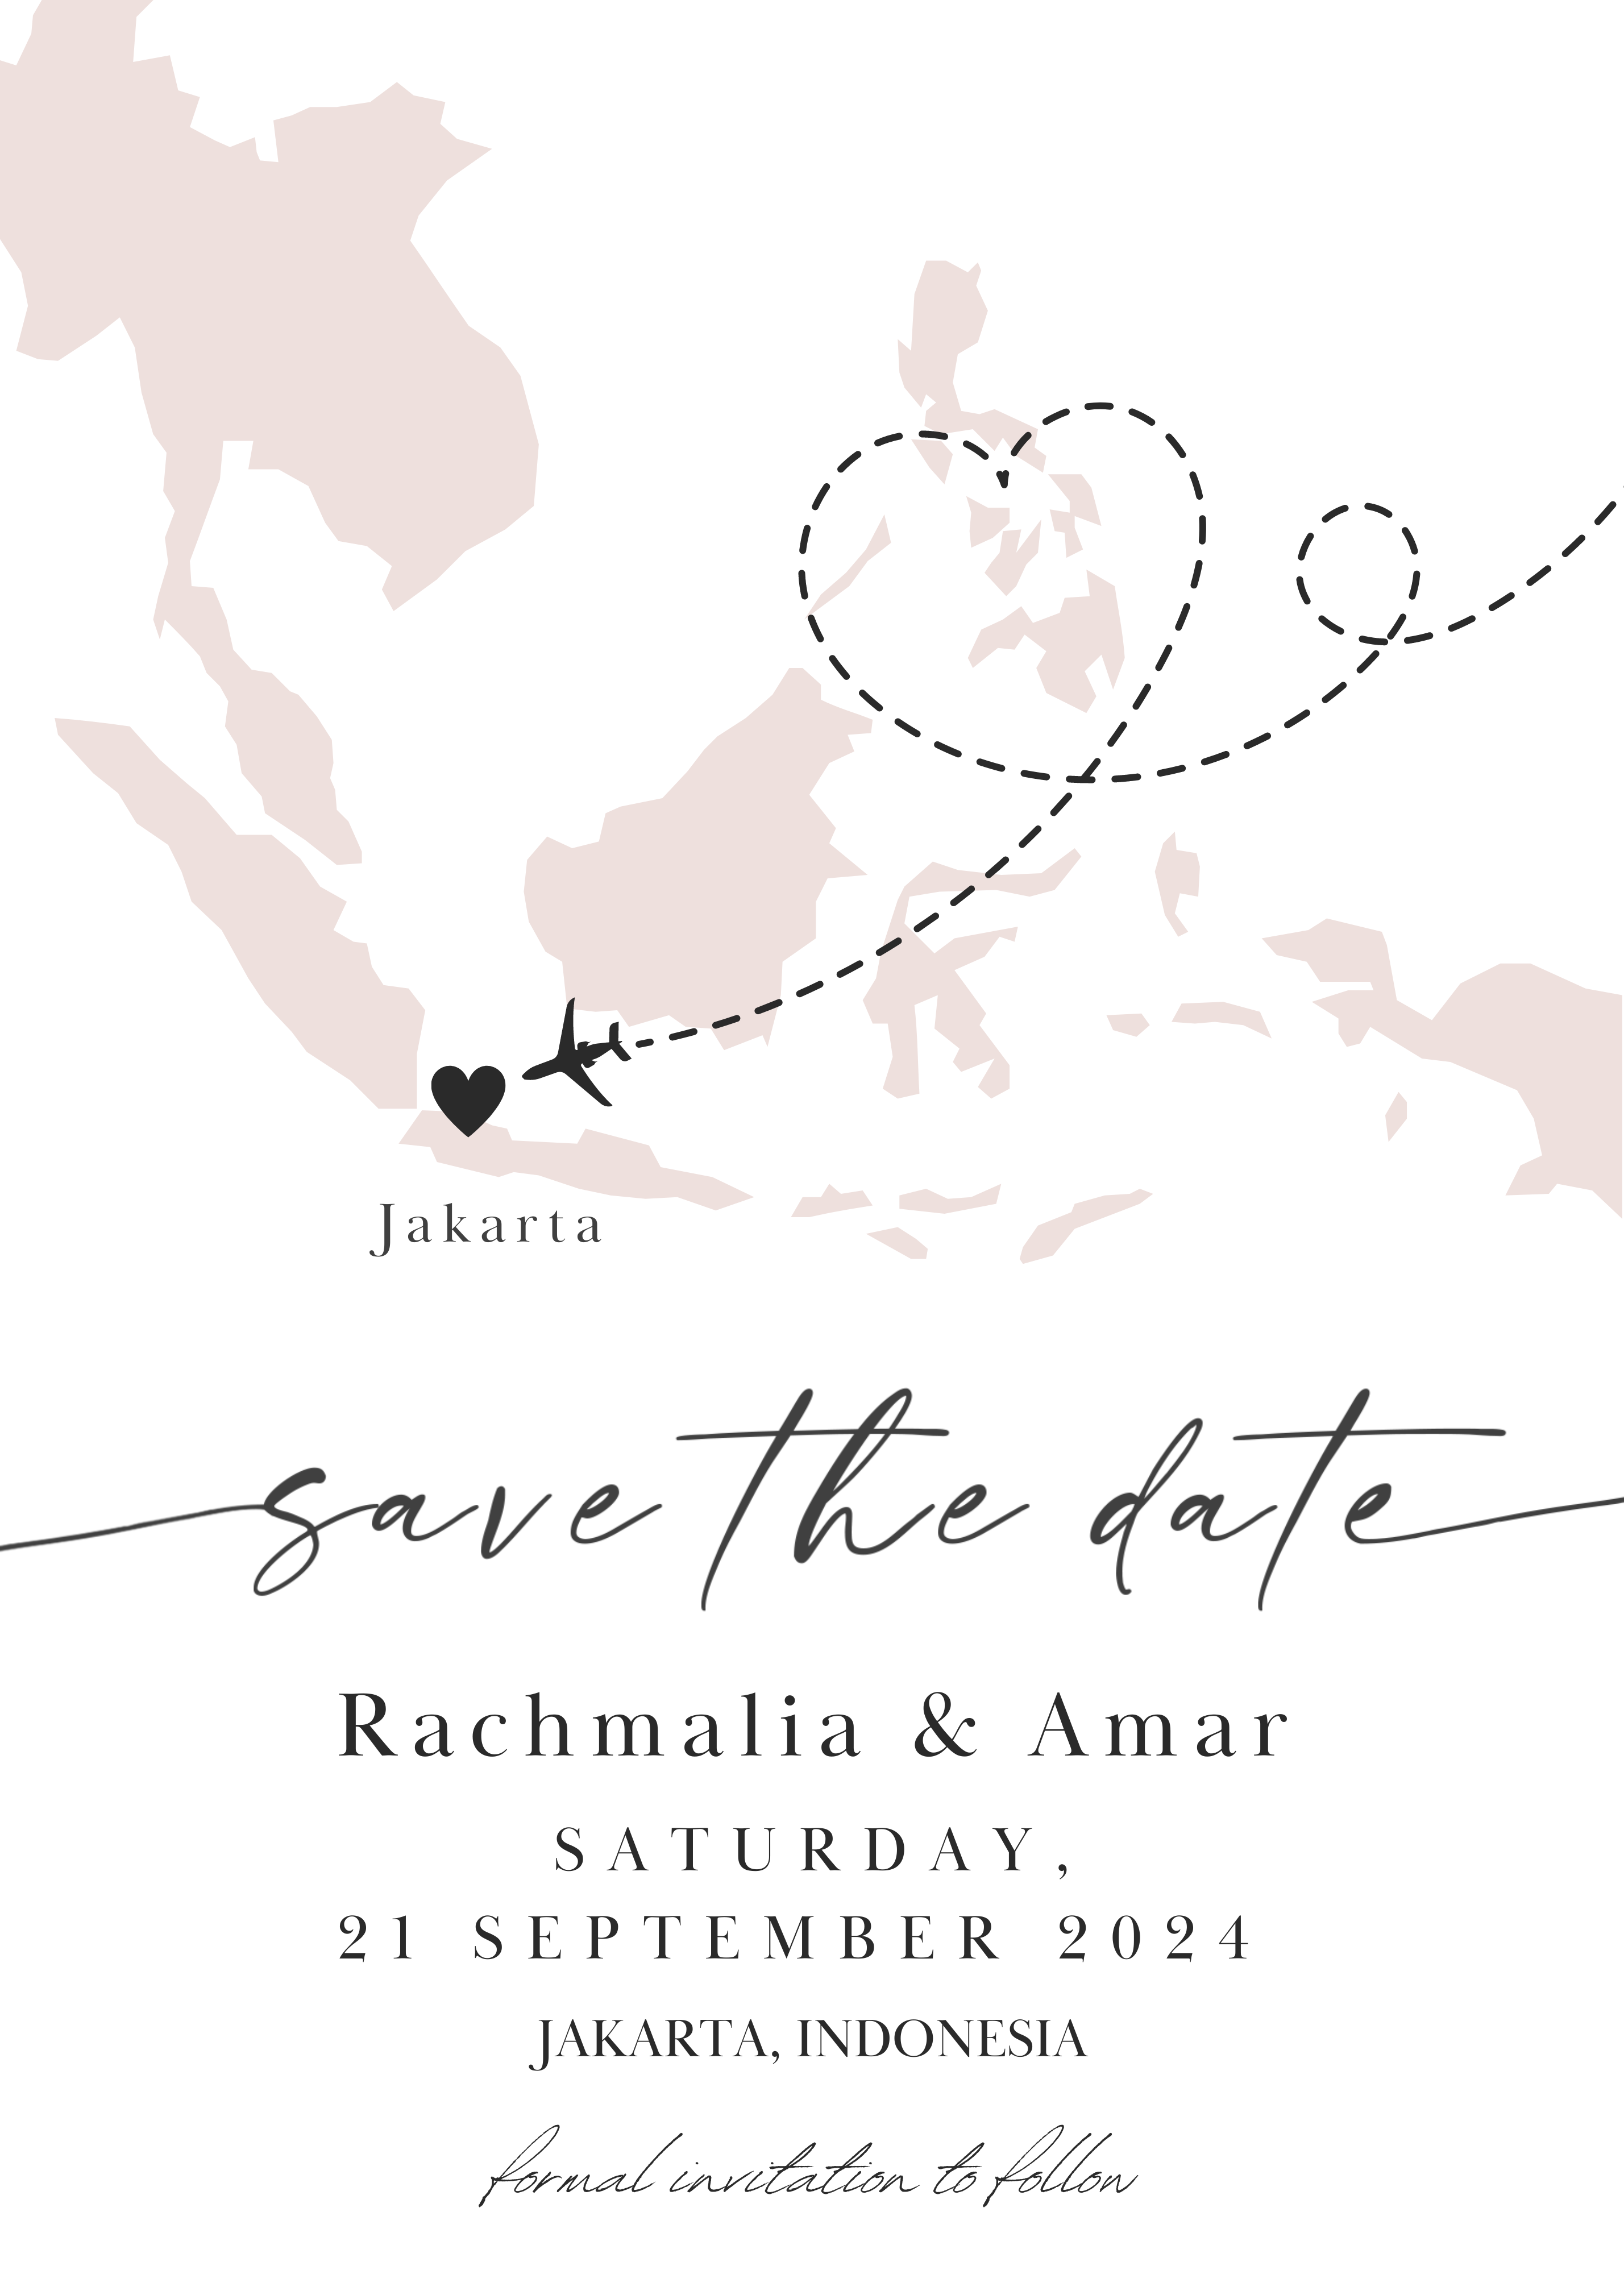 Jakarta
save the date
Rachmalia & Amar
SATURDAY,
21 SEPTEMBER 2024
JAKARTA, INDONESIA
formal invitation to follow